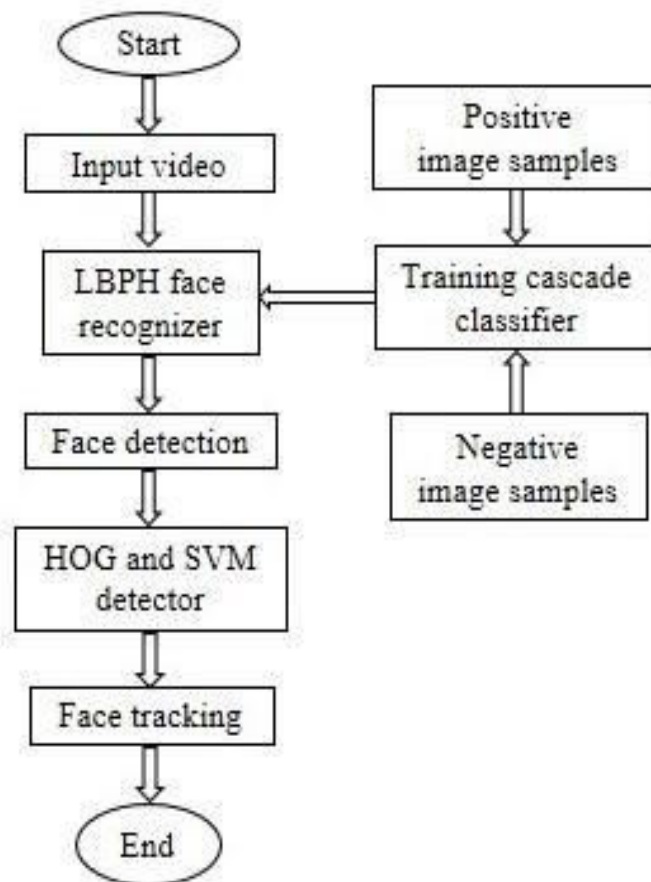 Start
Input video
LBPH face
recognizer
Face detection
HOG and SVM
detector
Face tracking
End
Positive
image samples
Training cascade
classifier
Negative
image samples